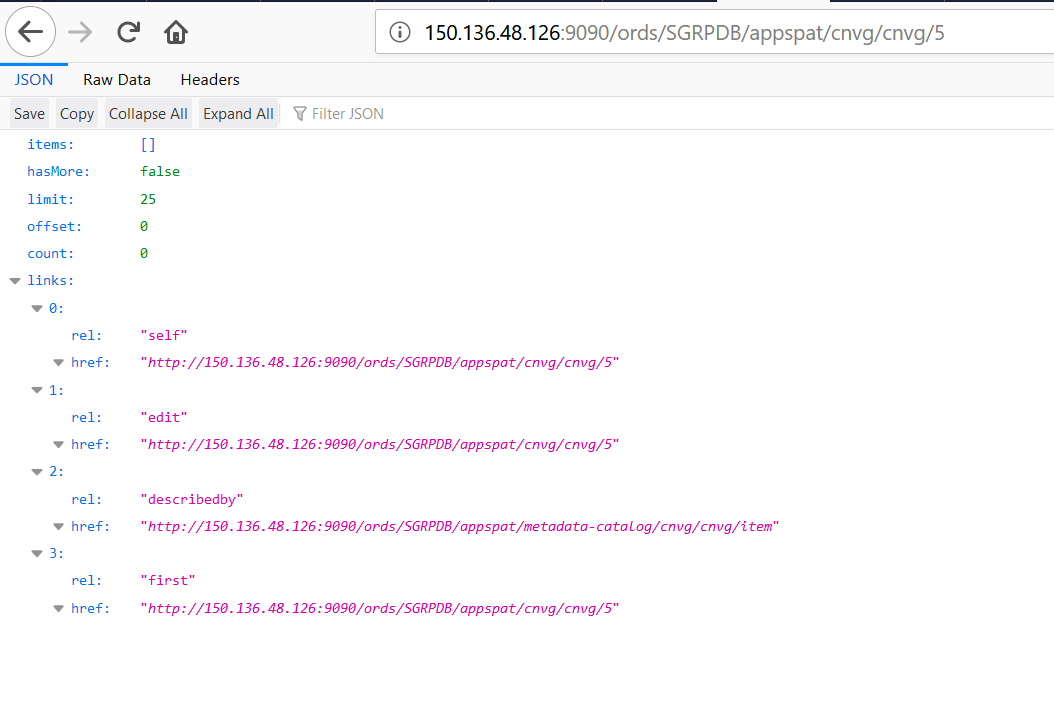 150.136.48.126:9090/ords/SGRPDB/appspat/cnvg/cnvg/5
JSON Raw Data Headers
Save Copy Collapse All Expand All Filter JSON
items: []
hasMore: false
limit: 25
offset: 0
count: 0
links:
0:
rel: "self"
href: "http://150.136.48.126:9090/ords/SGRPDB/appspat/cnvg/cnvg/5"
1:
rel: "edit"
href: "http://150.136.48.126:9090/ords/SGRPDB/appspat/cnvg/cnvg/5"
2:
rel: "describedby"
href: "http://150.136.48.126:9090/ords/SGRPDB/appspat/metadata-catalog/cnvg/cnvg/item"
3:
rel: "first"
href: "http://150.136.48.126:9090/ords/SGRPDB/appspat/cnvg/cnvg/5"